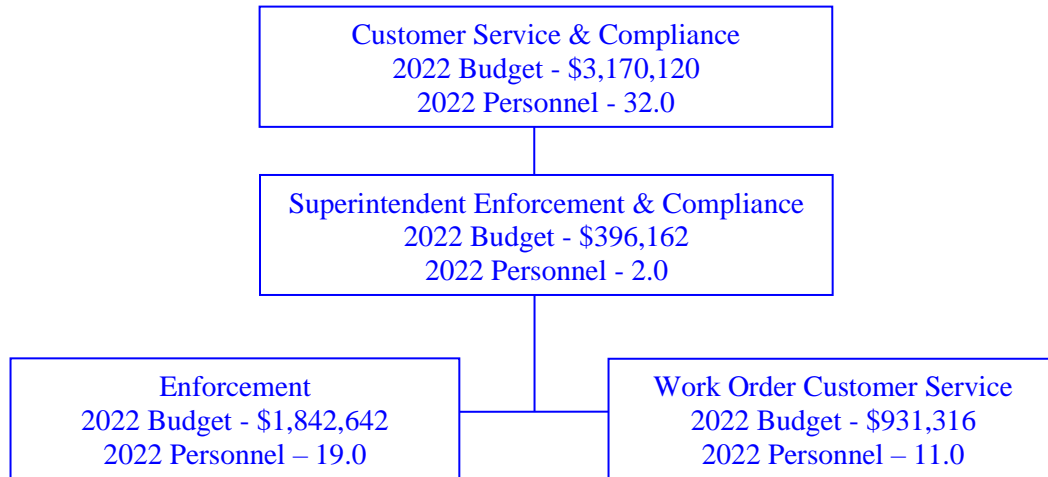 Customer Service & Compliance
2022 Budget - $3,170,120
2022 Personnel - 32.0
Superintendent Enforcement & Compliance
2022 Budget - $396,162
2022 Personnel - 2.0
Enforcement
2022 Budget - $1,842,642
2022 Personnel – 19.0
Work Order Customer Service
2022 Budget - $931,316
2022 Personnel – 11.0